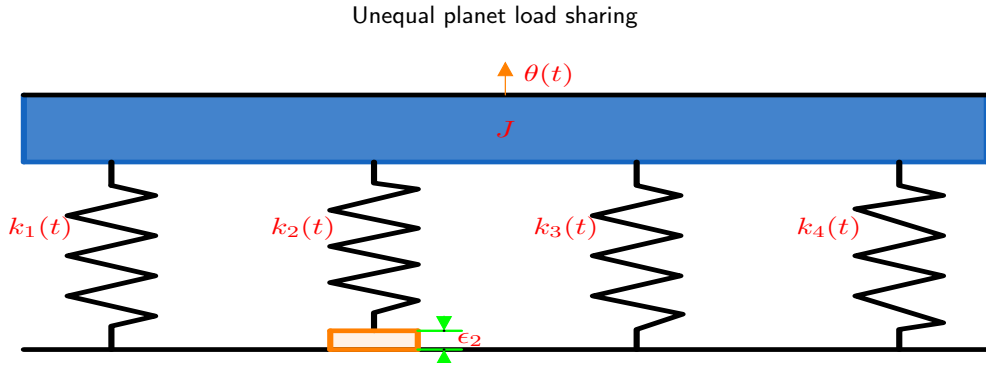 Unequal planet load sharing
θ(t)
J
k₁(t) k₂(t) k₃(t) k₄(t)
ϵ₂